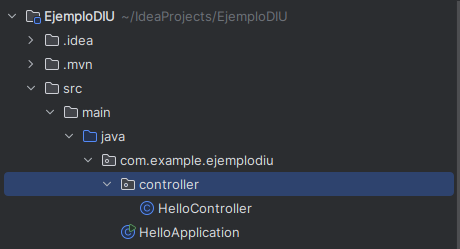 EjemploDIU ~/IdeaProjects/EjemploDIU
.idea
.mvn
src
main
java
com.example.ejemplodiu
controller
HelloController
HelloApplication